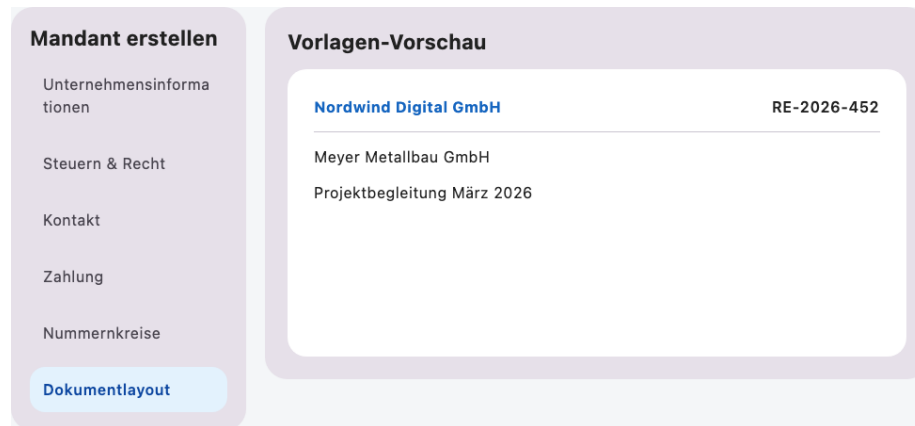 Mandant erstellen
Unternehmensinforma
tionen
Steuern & Recht
Kontakt
Zahlung
Nummernkreise
Dokumentlayout
Vorlagen-Vorschau
Nordwind Digital GmbH
RE-2026-452
Meyer Metallbau GmbH
Projektbegleitung März 2026